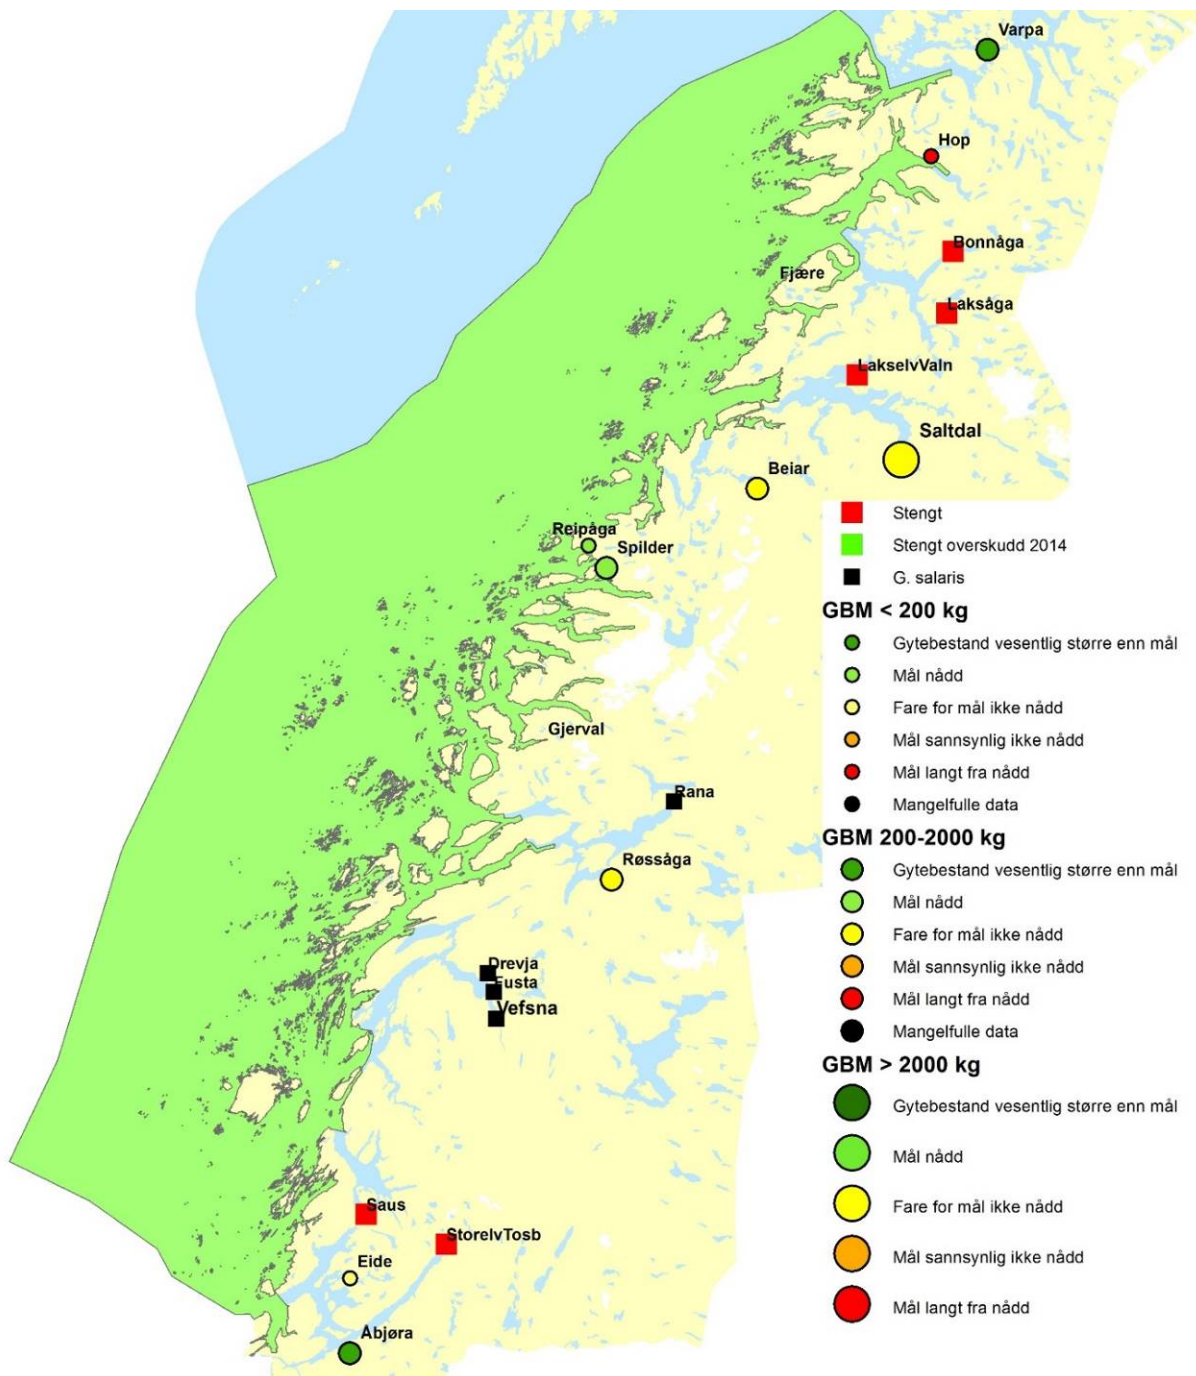 Varpa
Hop
Bonnåga
Fjære
Laksåga
LakselvValn
Saltdal
Beiar
Reipåga
Spilder
Gjerval
Rana
Røssåga
Drevja
Fusta
Vefsna
Saus
StorelvTosb
Eide
Åbjøra
Stengt
Stengt overskudd 2014
G. salaris
GBM < 200 kg
Gytebestand vesentlig større enn mål
Mål nådd
Fare for mål ikke nådd
Mål sannsynlig ikke nådd
Mål langt fra nådd
Mangelfulle data
GBM 200-2000 kg
Gytebestand vesentlig større enn mål
Mål nådd
Fare for mål ikke nådd
Mål sannsynlig ikke nådd
Mål langt fra nådd
Mangelfulle data
GBM > 2000 kg
Gytebestand vesentlig større enn mål
Mål nådd
Fare for mål ikke nådd
Mål sannsynlig ikke nådd
Mål langt fra nådd